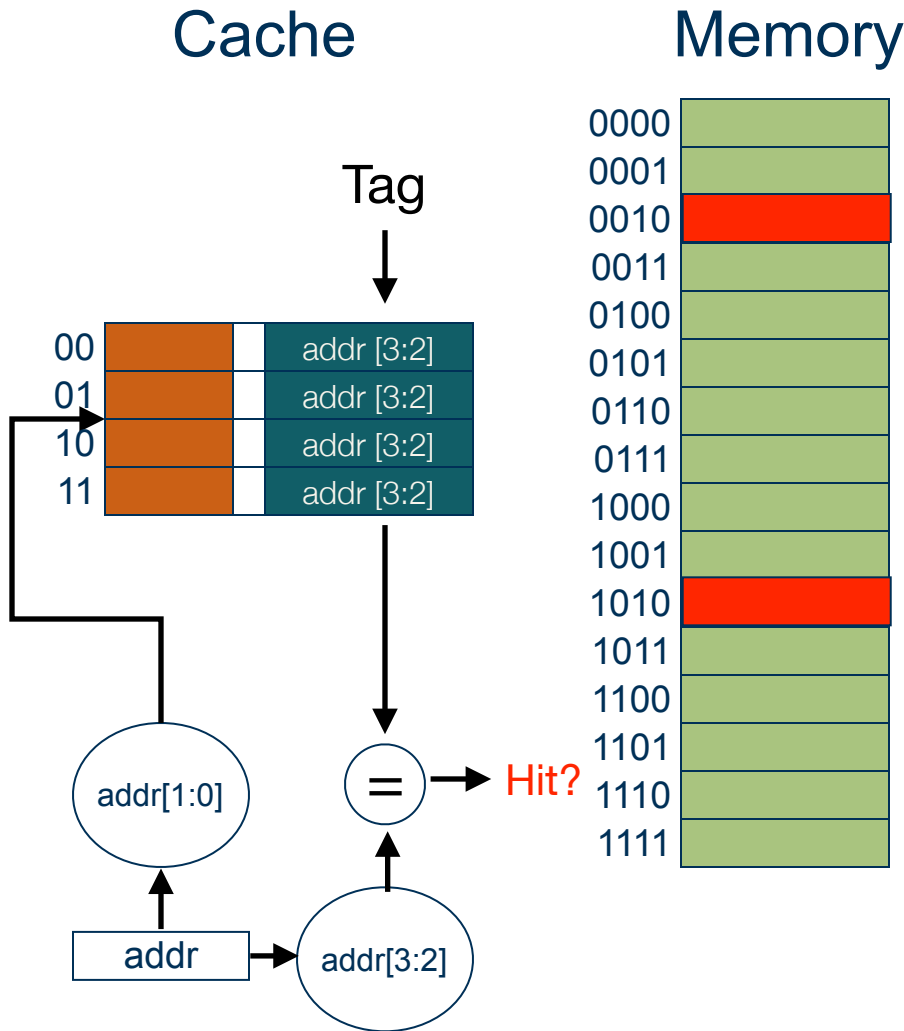 Cache
Memory
Tag
00 addr [3:2]
01 addr [3:2]
10 addr [3:2]
11 addr [3:2]
addr[1:0]
=
Hit?
addr
addr[3:2]
0000
0001
0010
0011
0100
0101
0110
0111
1000
1001
1010
1011
1100
1101
1110
1111